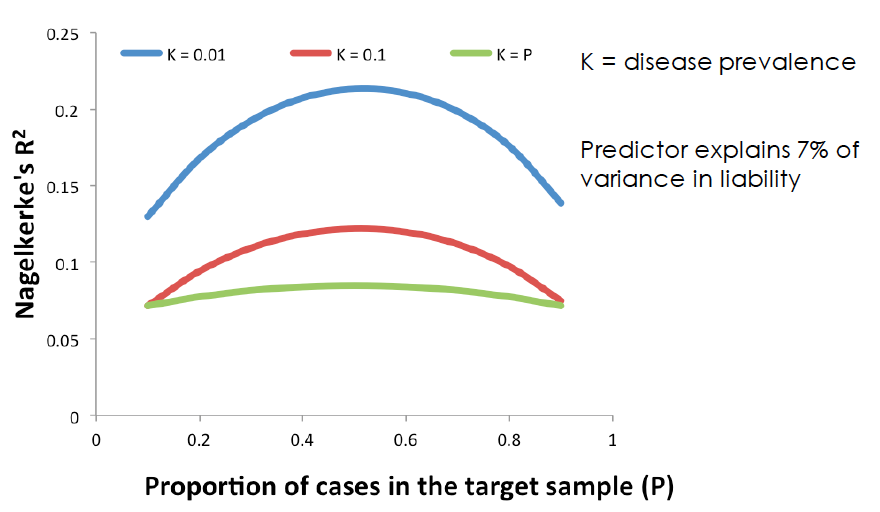 0.25
K = 0.01
K = 0.1
K = P
K = disease prevalence
0.2
Predictor explains 7% of
variance in liability
0.15
Nagelkerke's R²
0.1
0.05
0
0
0.2
0.4
0.6
0.8
1
Proportion of cases in the target sample (P)